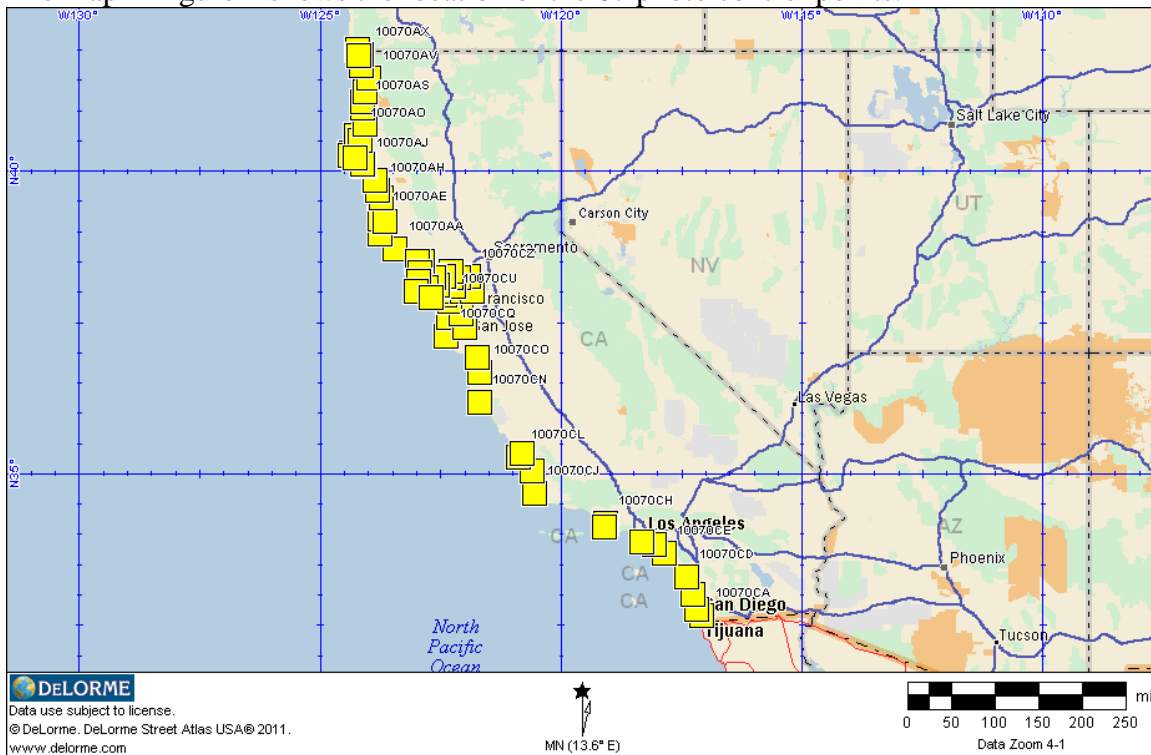 W130°
W125°
W120°
W115°
W110°
10070AX
10070AV
10070AS
10070AO
10070AJ
N40°
10070AH
10070AE
10070AA
Salt Lake City
UT
Carson City
NV
Sacramento
10070CZ
10070CU
Francisco
10070CQ
San Jose
10070CO
CA
10070CN
Las Vegas
10070CL
N35°
10070CJ
10070CH
Los Angeles
10070CE
CA
AZ
10070CD
Phoenix
CA
10070CA
CA
San Diego
Tijuana
Tucson
North
Pacific
Ocean
DELORME
Data use subject to license.
© DeLorme. DeLorme Street Atlas USA® 2011.
www.delorme.com
MN (13.6° E)
mi
0 50 100 150 200 250
Data Zoom 4-1